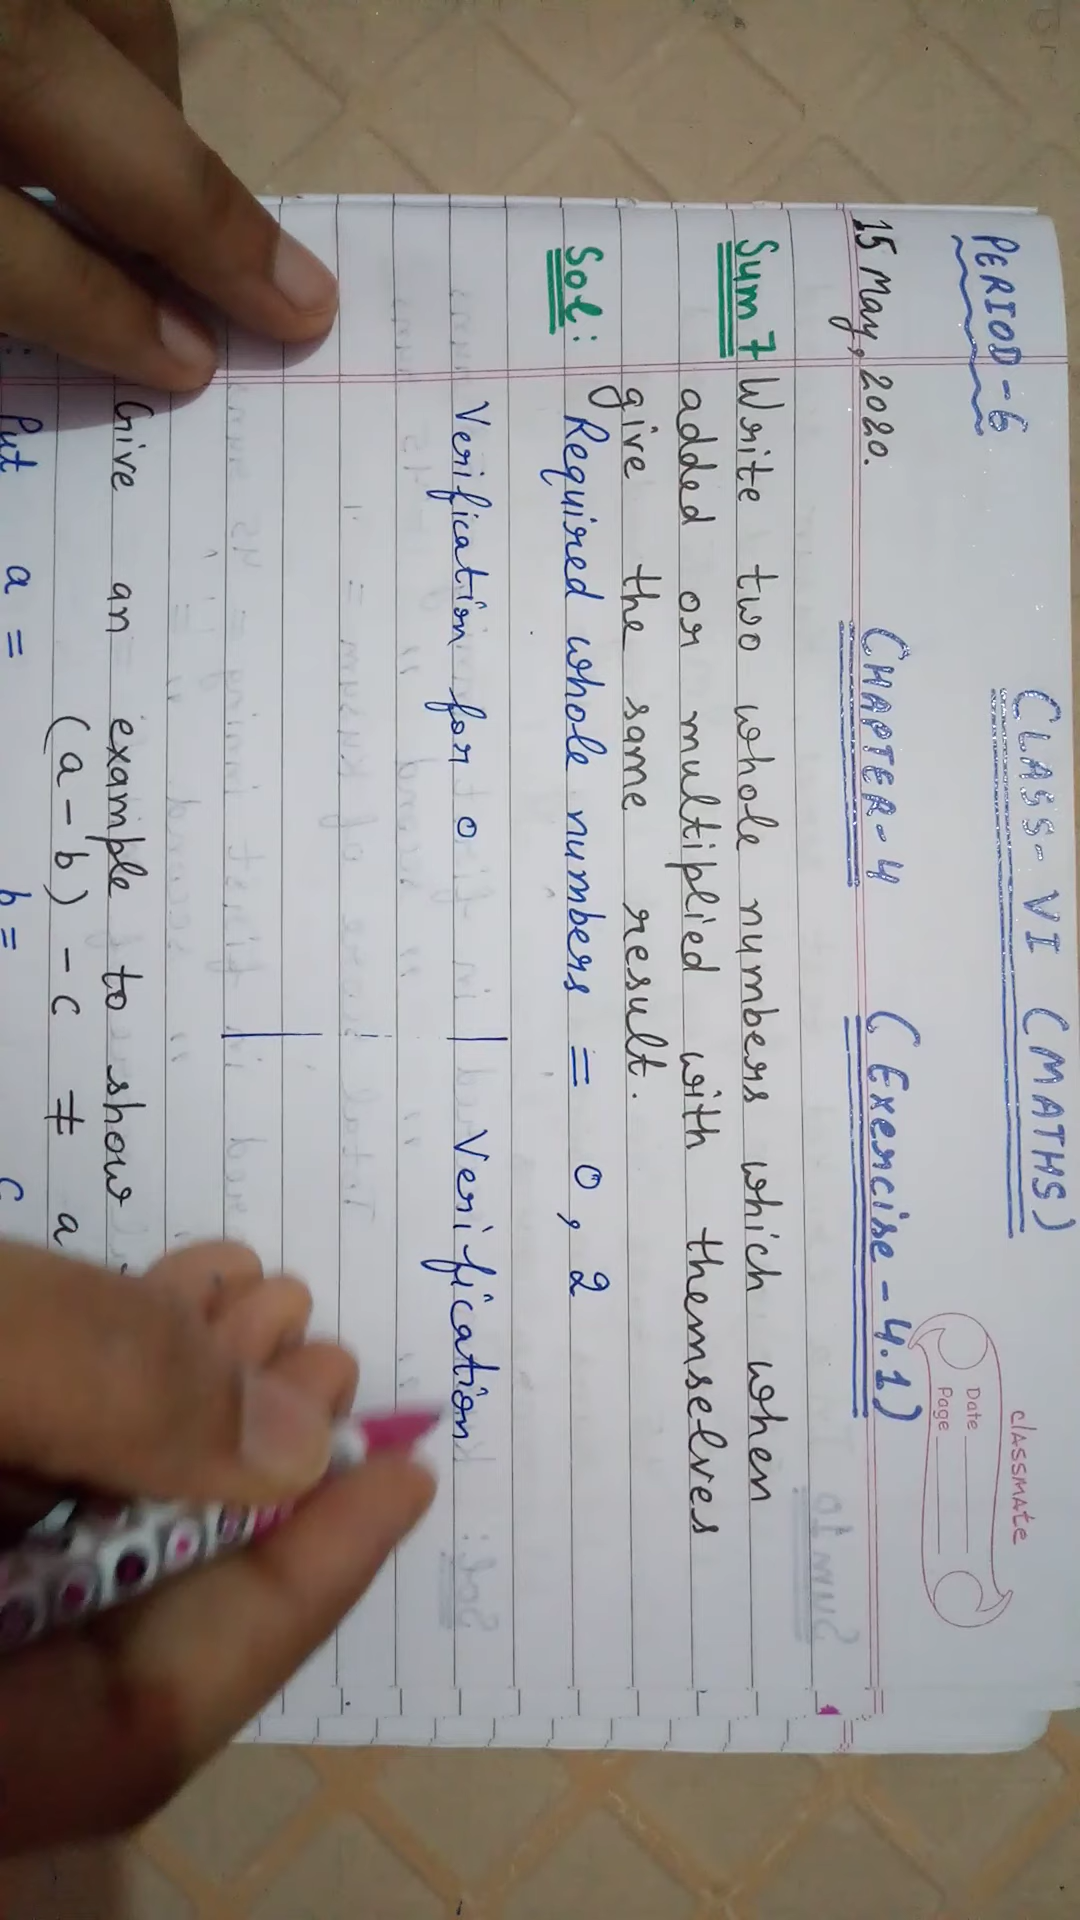 PERIOD-6
CLASS-VI (MATHS)
classmate
Date
Page
15 May, 2020.
CHAPTER-4 (Exercise-4.1)
Sum 7 Write two whole numbers which when
added or multiplied with themselves
give the same result.
Sol: Required whole numbers = 0, 2
Verification for 0 Verification
Give an example to show
(a-b)-c ≠ a
Put a = b = c